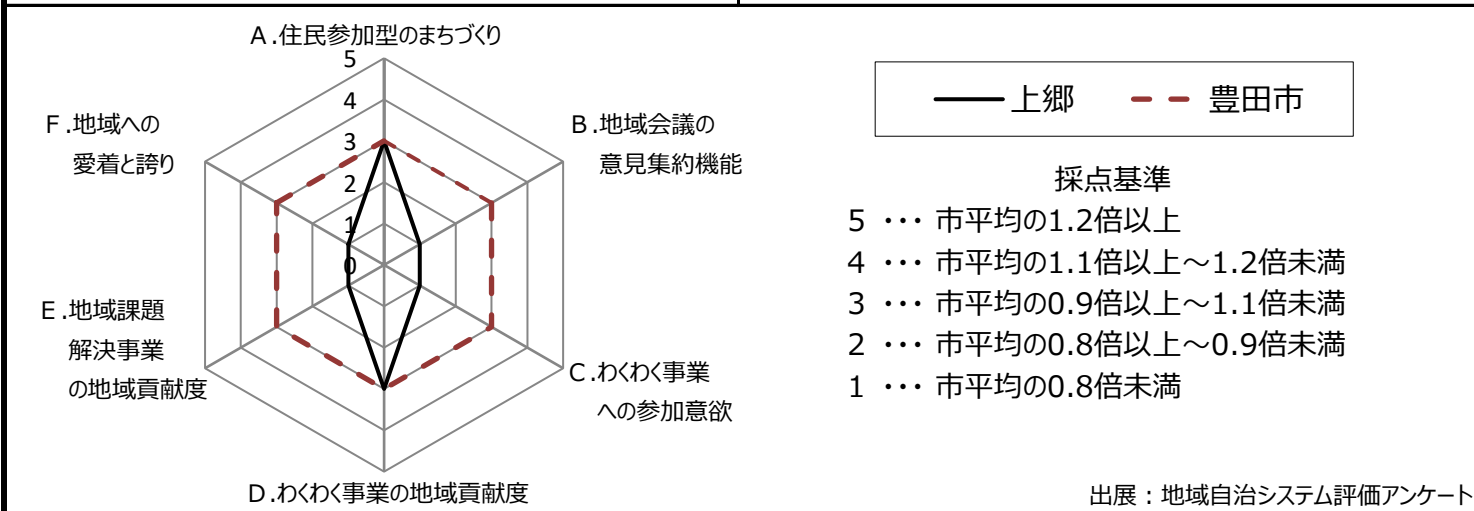 A.住民参加型のまちづくり
5
4
3
2
1
0
B.地域会議の
意見集約機能
C.わくわく事業
への参加意欲
D.わくわく事業の地域貢献度
E.地域課題
解決事業
の地域貢献度
F.地域への
愛着と誇り
上郷 豊田市
採点基準
5 ・・・ 市平均の1.2倍以上
4 ・・・ 市平均の1.1倍以上～1.2倍未満
3 ・・・ 市平均の0.9倍以上～1.1倍未満
2 ・・・ 市平均の0.8倍以上～0.9倍未満
1 ・・・ 市平均の0.8倍未満
出展：地域自治システム評価アンケート